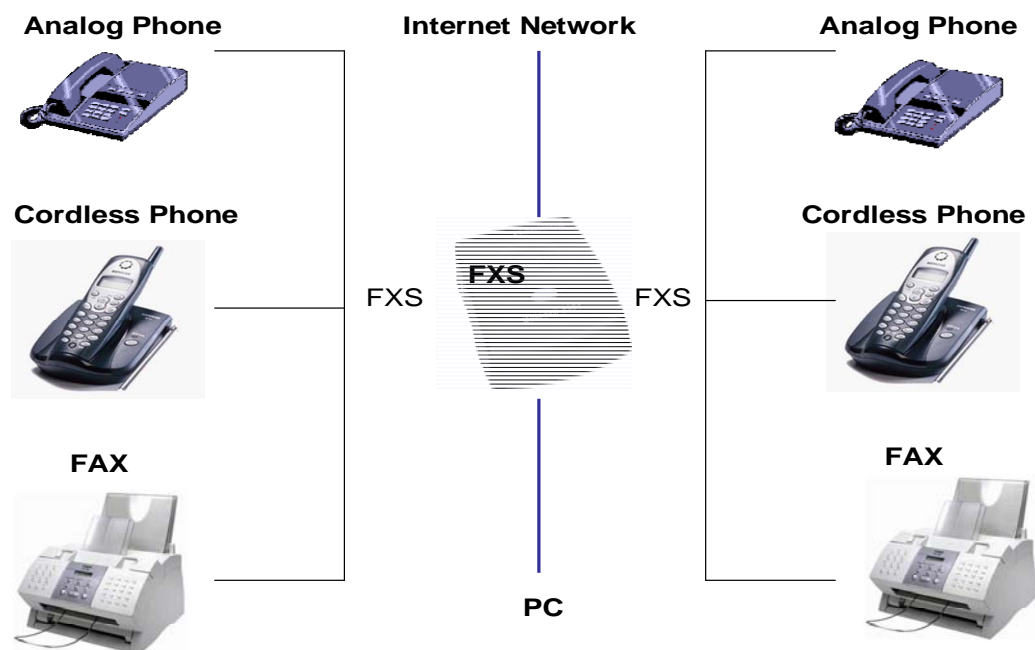 Analog Phone
Internet Network
Analog Phone
Cordless Phone
Cordless Phone
FXS
FXS
FXS
FAX
FAX
PC